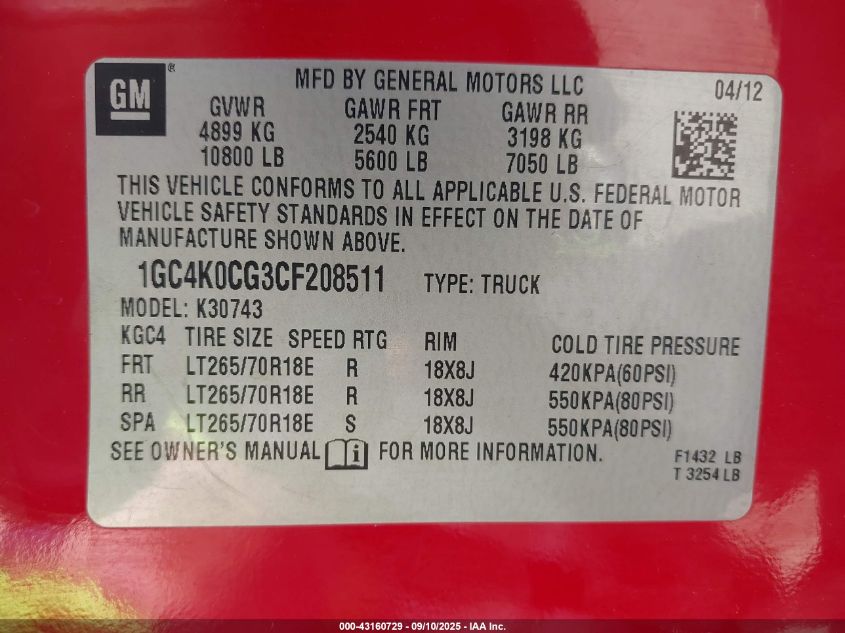 GM ®
MFD BY GENERAL MOTORS LLC 04/12
GVWR GAWR FRT GAWR RR
4899 KG 2540 KG 3198 KG
10800 LB 5600 LB 7050 LB
THIS VEHICLE CONFORMS TO ALL APPLICABLE U.S. FEDERAL MOTOR
VEHICLE SAFETY STANDARDS IN EFFECT ON THE DATE OF
MANUFACTURE SHOWN ABOVE.
1GC4K0CG3CF208511 TYPE: TRUCK
MODEL: K30743
KGC4 TIRE SIZE SPEED RTG RIM COLD TIRE PRESSURE
FRT LT265/70R18E R 18X8J 420KPA(60PSI)
RR LT265/70R18E R 18X8J 550KPA(80PSI)
SPA LT265/70R18E S 18X8J 550KPA(80PSI)
SEE OWNER'S MANUAL i FOR MORE INFORMATION.
F1432 LB
T 3254 LB
000-43160729 - 09/10/2025 - IAA Inc.